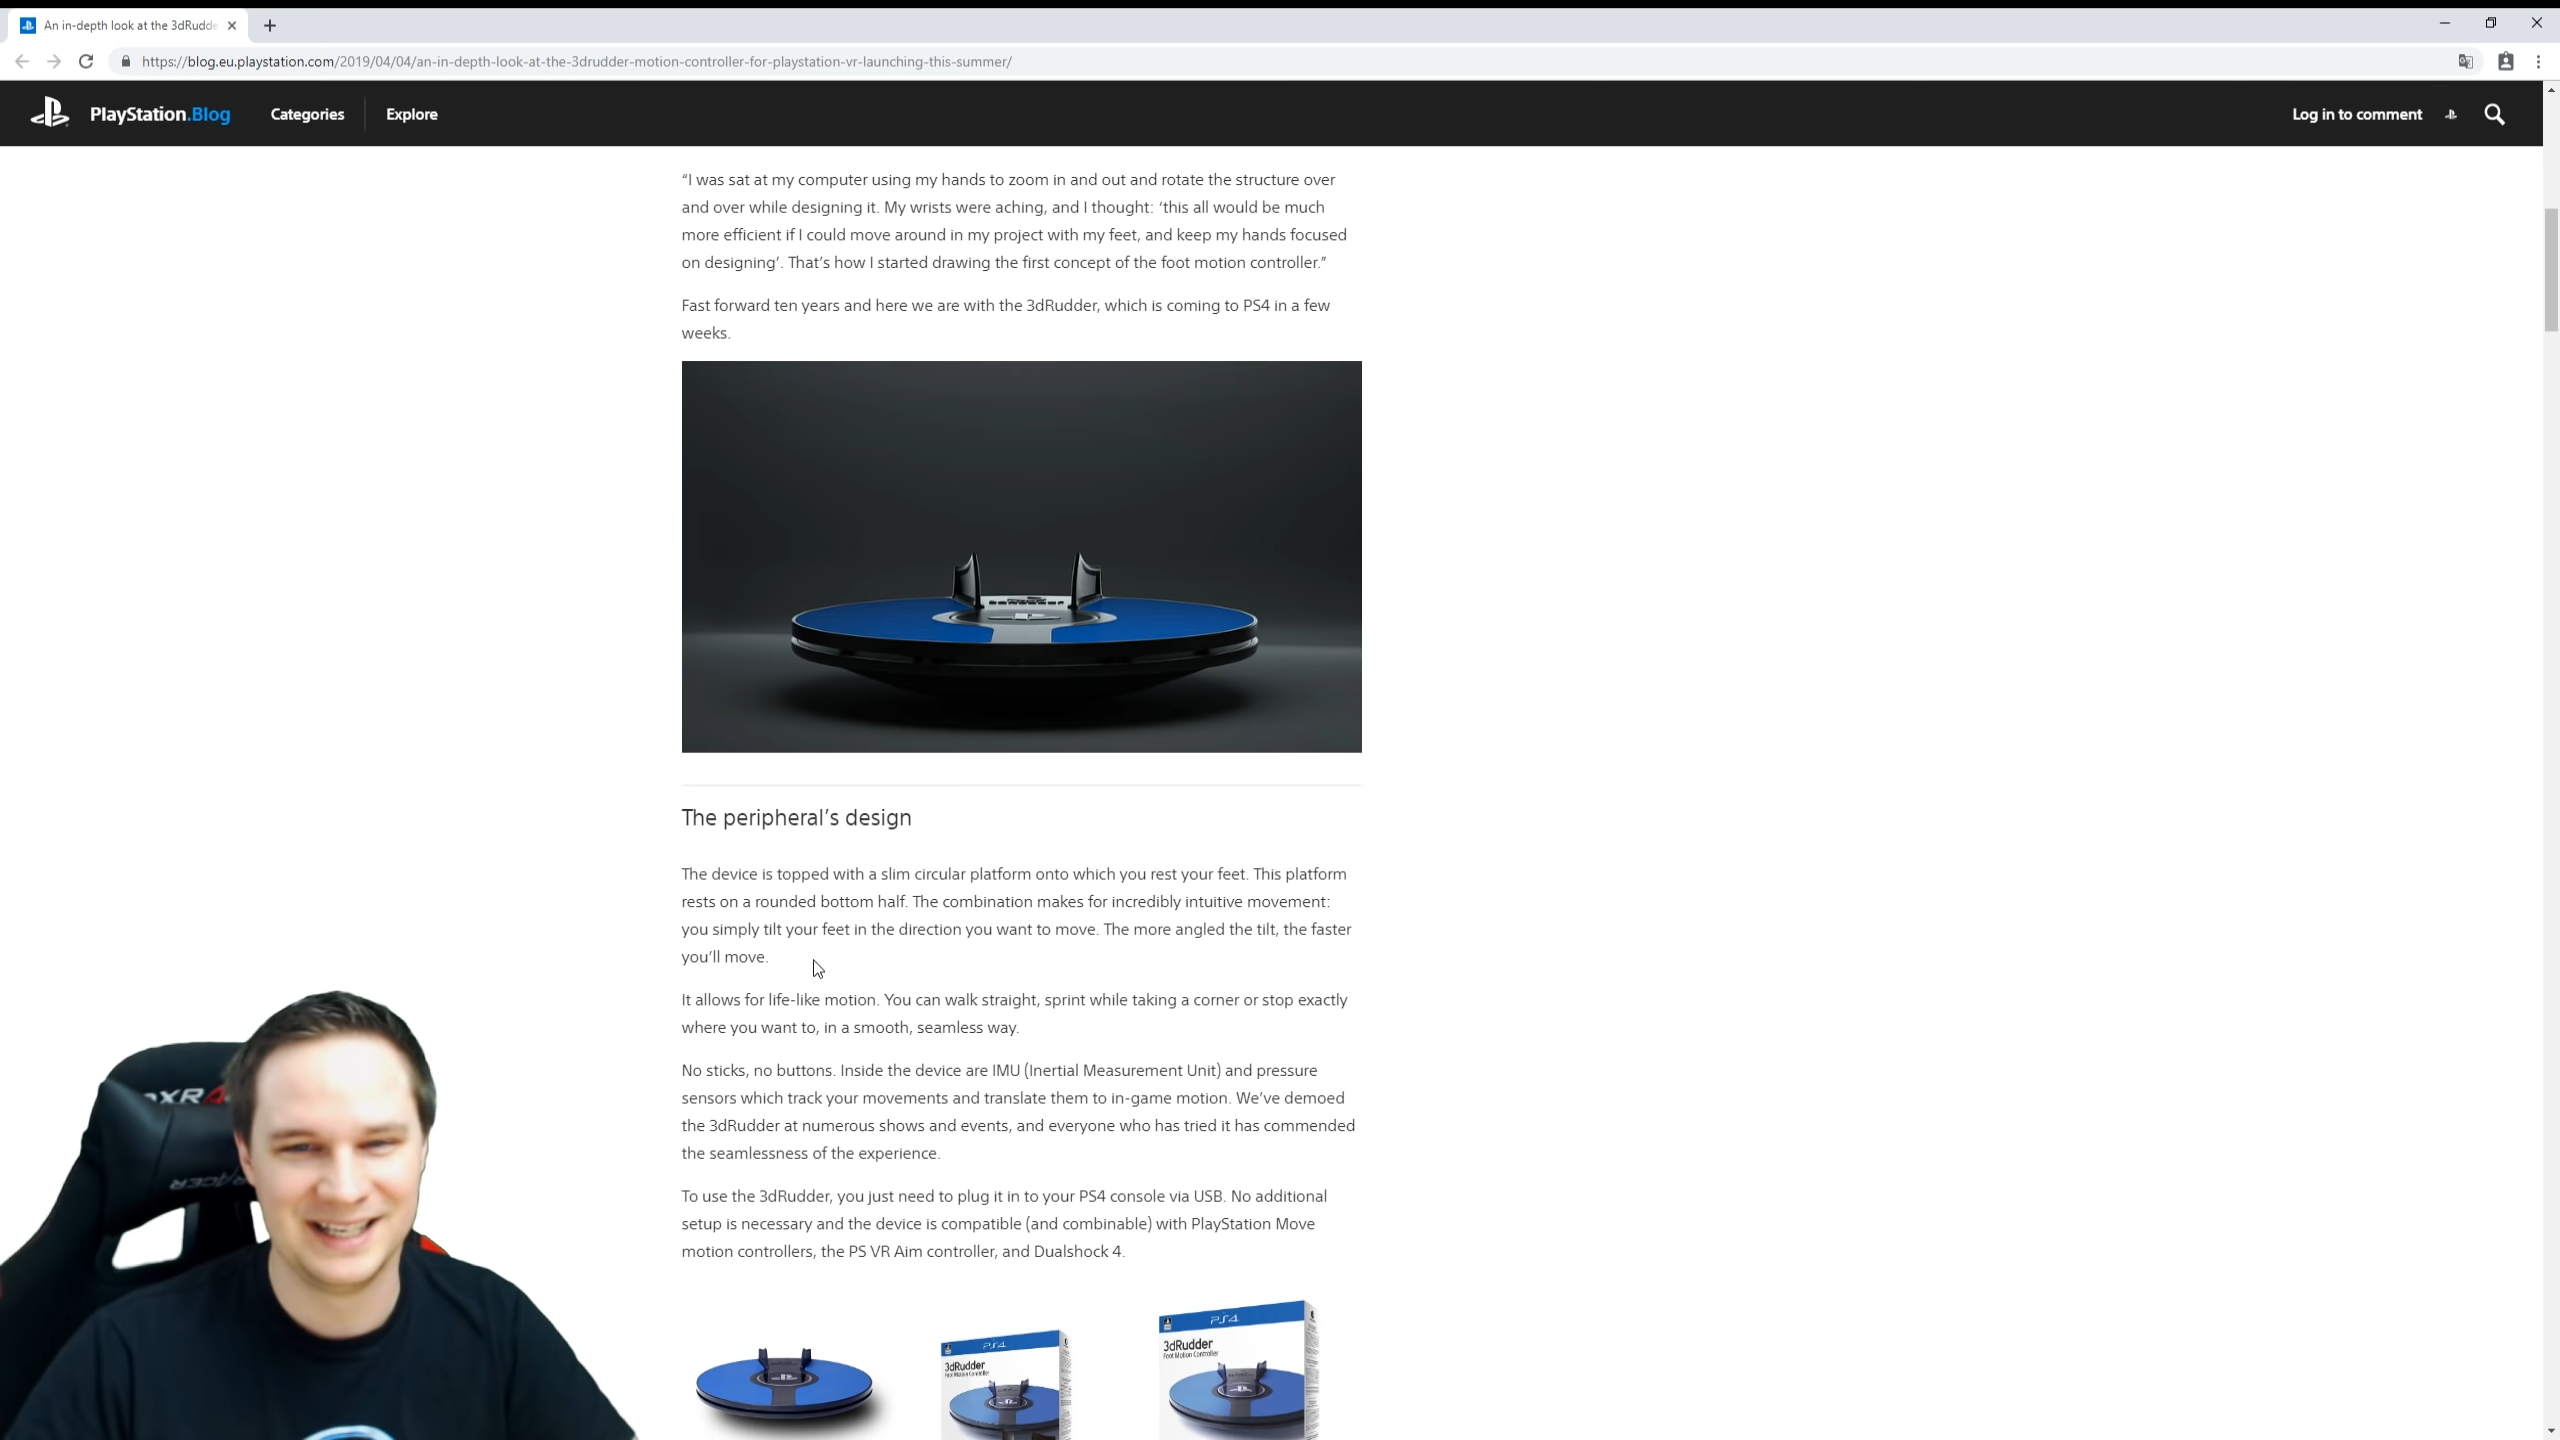 An in-depth look at the 3dRudde
https://blog.eu.playstation.com/2019/04/04/an-in-depth-look-at-the-3drudder-motion-controller-for-playstation-vr-launching-this-summer/
PlayStation.Blog
Categories
Explore
Log in to comment
“I was sat at my computer using my hands to zoom in and out and rotate the structure over
and over while designing it. My wrists were aching, and I thought: ‘this all would be much
more efficient if I could move around in my project with my feet, and keep my hands focused
on designing’. That’s how I started drawing the first concept of the foot motion controller.”
Fast forward ten years and here we are with the 3dRudder, which is coming to PS4 in a few
weeks.
The peripheral’s design
The device is topped with a slim circular platform onto which you rest your feet. This platform
rests on a rounded bottom half. The combination makes for incredibly intuitive movement:
you simply tilt your feet in the direction you want to move. The more angled the tilt, the faster
you’ll move.
It allows for life-like motion. You can walk straight, sprint while taking a corner or stop exactly
where you want to, in a smooth, seamless way.
No sticks, no buttons. Inside the device are IMU (Inertial Measurement Unit) and pressure
sensors which track your movements and translate them to in-game motion. We’ve demoed
the 3dRudder at numerous shows and events, and everyone who has tried it has commended
the seamlessness of the experience.
To use the 3dRudder, you just need to plug it in to your PS4 console via USB. No additional
setup is necessary and the device is compatible (and combinable) with PlayStation Move
motion controllers, the PS VR Aim controller, and Dualshock 4.
PS4
3dRudder
Foot Motion Controller
PS4
3dRudder
Foot Motion Controller